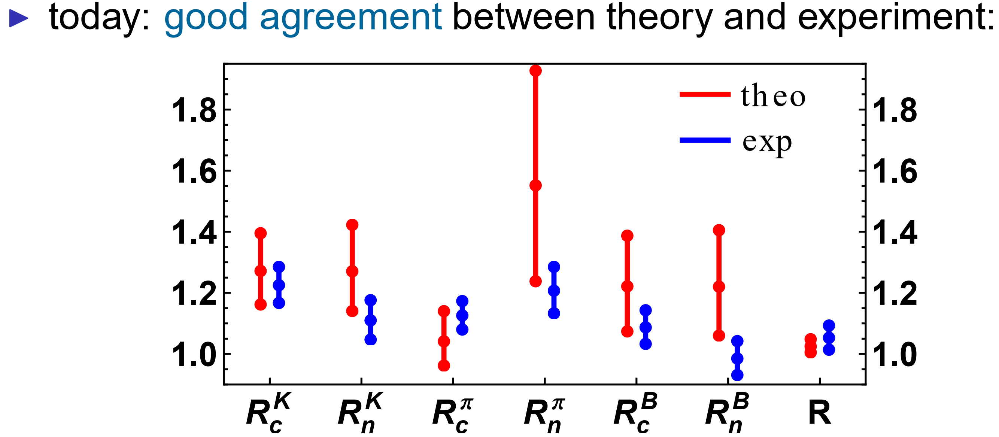 ► today: good agreement between theory and experiment:
theo
exp
1.8 1.8
1.6 1.6
1.4 1.4
1.2 1.2
1.0 1.0
R_c^K R_n^K R_c^π R_n^π R_c^B R_n^B R